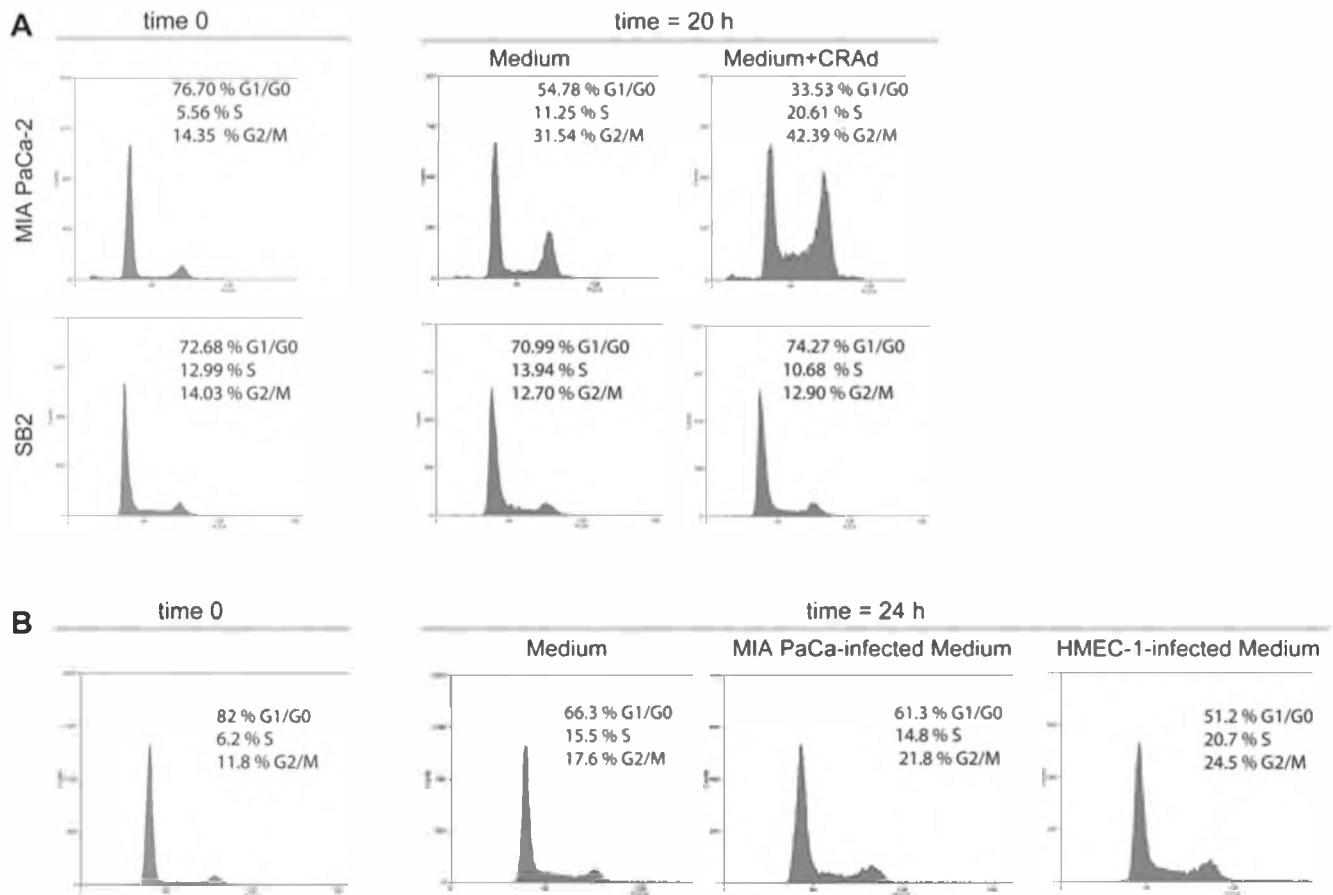 A
time 0
time = 20 h
Medium
Medium+CRAd
MIA PaCa-2
76.70 % G1/G0
5.56 % S
14.35 % G2/M
54.78 % G1/G0
11.25 % S
31.54 % G2/M
33.53 % G1/G0
20.61 % S
42.39 % G2/M
SB2
72.68 % G1/G0
12.99 % S
14.03 % G2/M
70.99 % G1/G0
13.94 % S
12.70 % G2/M
74.27 % G1/G0
10.68 % S
12.90 % G2/M
B
time 0
time = 24 h
Medium
MIA PaCa-infected Medium
HMEC-1-infected Medium
82 % G1/G0
6.2 % S
11.8 % G2/M
66.3 % G1/G0
15.5 % S
17.6 % G2/M
61.3 % G1/G0
14.8 % S
21.8 % G2/M
51.2 % G1/G0
20.7 % S
24.5 % G2/M